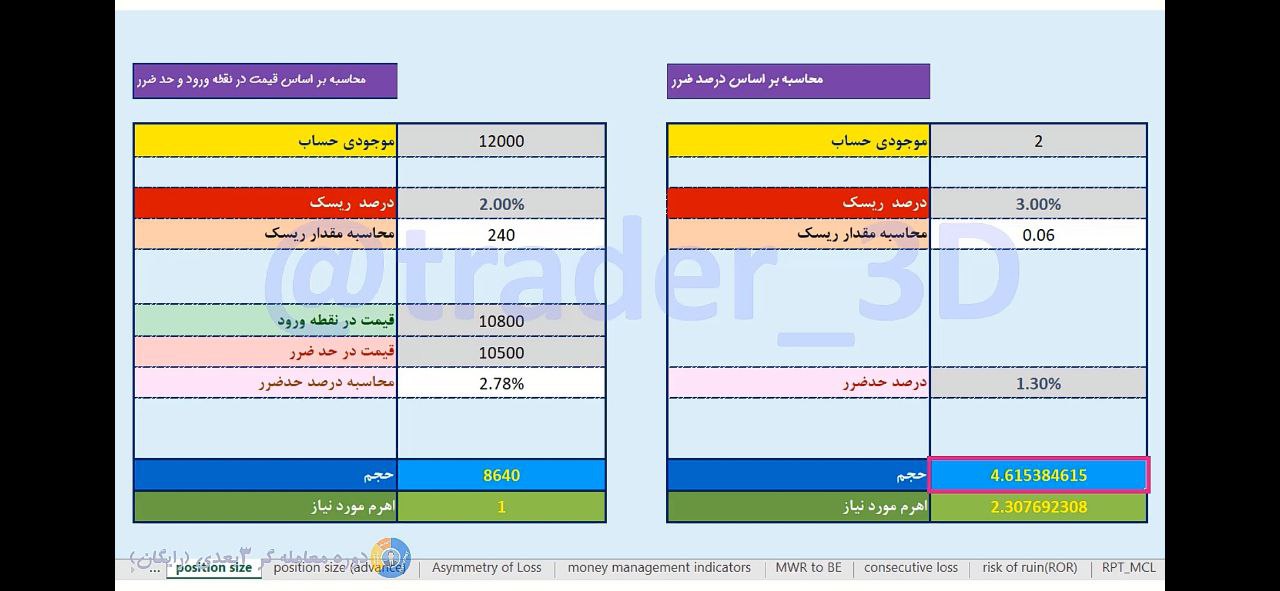 محاسبه بر اساس قیمت در نقطه ورود و حد ضرر
موجودی حساب 12000
درصد ریسک 2.00%
محاسبه مقدار ریسک 240
قیمت در نقطه ورود 10800
قیمت در حد ضرر 10500
محاسبه درصد حدضرر 2.78%
حجم 8640
اهرم مورد نیاز 1
محاسبه بر اساس درصد ضرر
موجودی حساب 2
درصد ریسک 3.00%
محاسبه مقدار ریسک 0.06
درصد حدضرر 1.30%
حجم 4.615384615
اهرم مورد نیاز 2.307692308
@trader_3D
دوره معامله گر ۳بعدی (رایگان)
... position size position size (advance) Asymmetry of Loss money management indicators MWR to BE consecutive loss risk of ruin(ROR) RPT_MCL